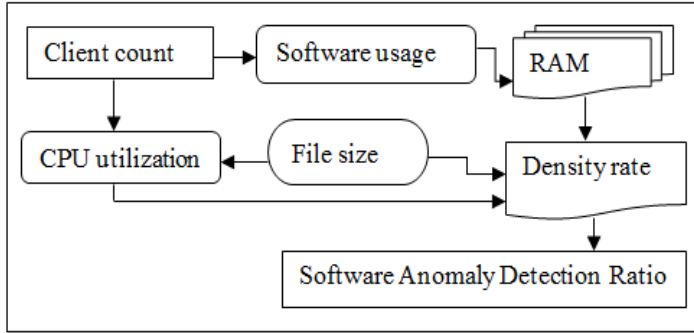 Client count
Software usage
RAM
CPU utilization
File size
Density rate
Software Anomaly Detection Ratio